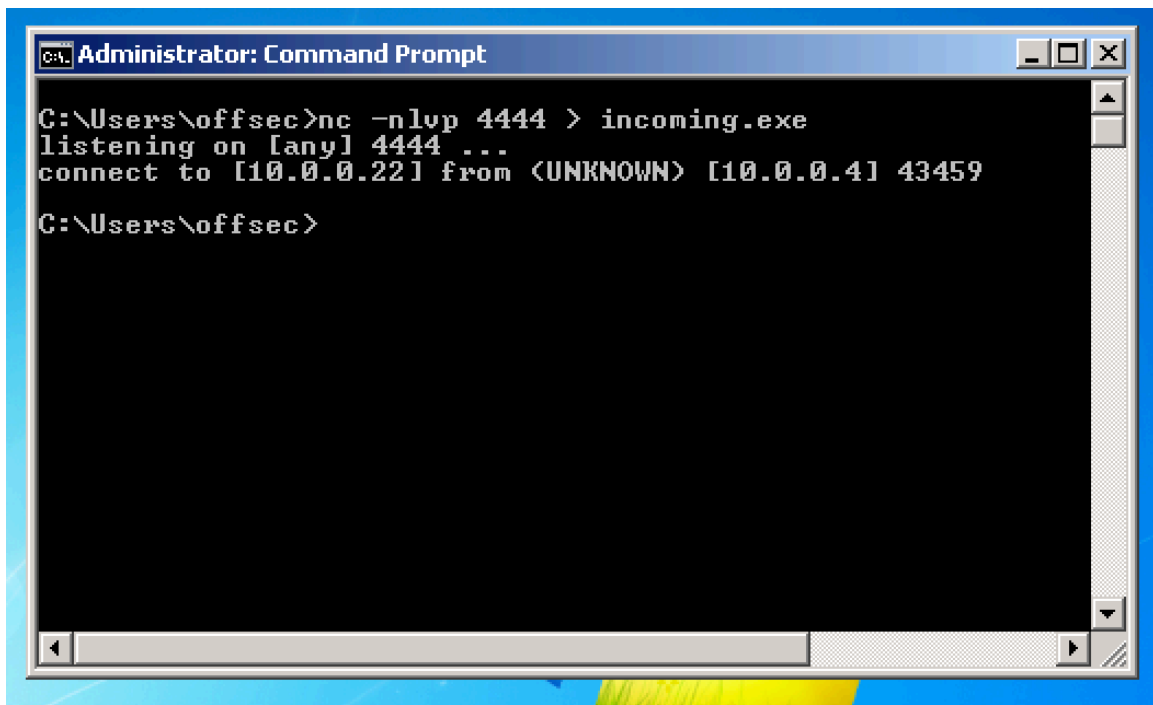 Administrator: Command Prompt
C:\Users\offsec>nc -nlvp 4444 > incoming.exe
listening on [any] 4444 ...
connect to [10.0.0.22] from (UNKNOWN) [10.0.0.4] 43459
C:\Users\offsec>